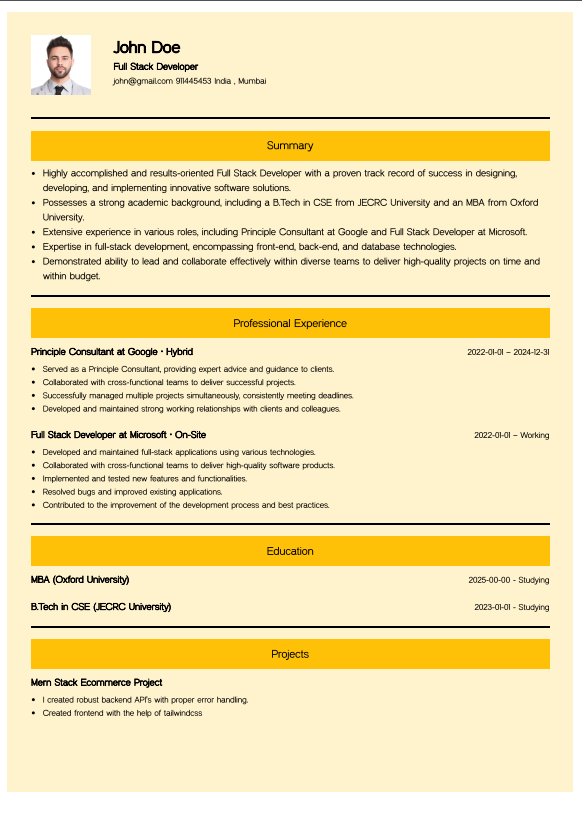 John Doe
Full Stack Developer
john@gmail.com 911445453 India , Mumbai
Summary
• Highly accomplished and results-oriented Full Stack Developer with a proven track record of success in designing,
developing, and implementing innovative software solutions.
• Possesses a strong academic background, including a B.Tech in CSE from JECRC University and an MBA from Oxford
University.
• Extensive experience in various roles, including Principle Consultant at Google and Full Stack Developer at Microsoft.
• Expertise in full-stack development, encompassing front-end, back-end, and database technologies.
• Demonstrated ability to lead and collaborate effectively within diverse teams to deliver high-quality projects on time and
within budget.
Professional Experience
Principle Consultant at Google • Hybrid 2022-01-01 – 2024-12-31
• Served as a Principle Consultant, providing expert advice and guidance to clients.
• Collaborated with cross-functional teams to deliver successful projects.
• Successfully managed multiple projects simultaneously, consistently meeting deadlines.
• Developed and maintained strong working relationships with clients and colleagues.
Full Stack Developer at Microsoft • On-Site 2022-01-01 – Working
• Developed and maintained full-stack applications using various technologies.
• Collaborated with cross-functional teams to deliver high-quality software products.
• Implemented and tested new features and functionalities.
• Resolved bugs and improved existing applications.
• Contributed to the improvement of the development process and best practices.
Education
MBA (Oxford University) 2025-00-00 - Studying
B.Tech in CSE (JECRC University) 2023-01-01 - Studying
Projects
Mern Stack Ecommerce Project
• I created robust backend API's with proper error handling.
• Created frontend with the help of tailwindcss